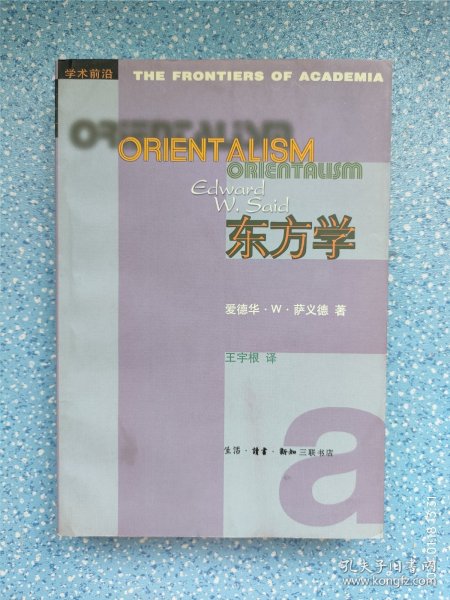 学术前沿 THE FRONTIERS OF ACADEMIA
ORIENTALISM
ORIENTALISM
ORIENTALISM
Edward
W. Said
东方学
爱德华·W·萨义德 著
王宇根 译
a
生活·讀書·新知三联书店
孔夫子旧书网
www.kongfz.com